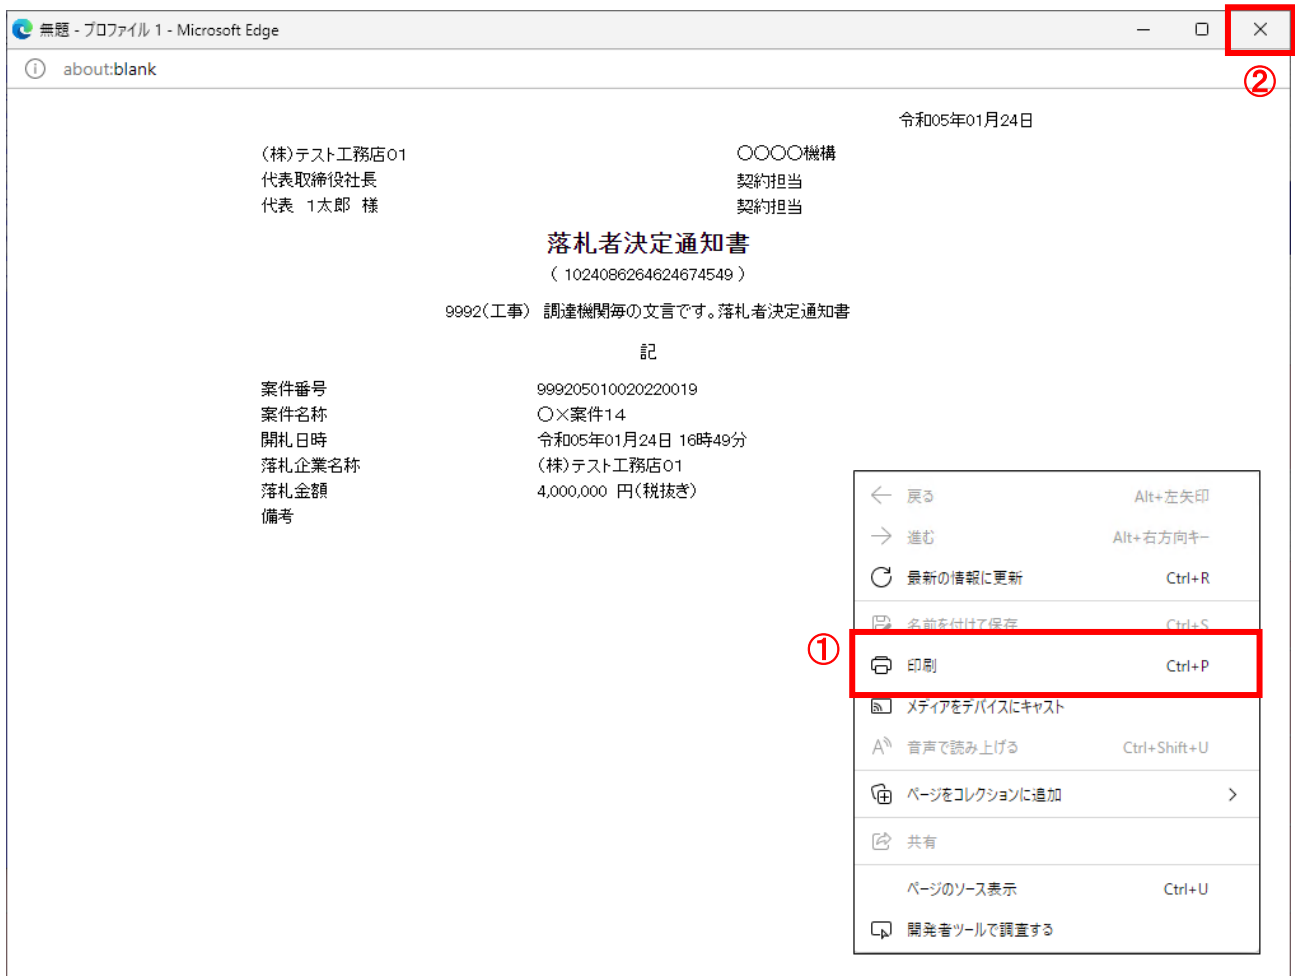 無題 - プロファイル 1 - Microsoft Edge
②
about:blank
令和05年01月24日
(株)テスト工務店01
〇〇〇〇機構
代表取締役社長
契約担当
代表 1太郎 様
契約担当
落札者決定通知書
( 1024086264624674549 )
9992(工事) 調達機関毎の文言です。落札者決定通知書
記
案件番号 999205010020220019
案件名称 〇×案件14
開札日時 令和05年01月24日 16時49分
落札企業名称 (株)テスト工務店01
落札金額 4,000,000 円(税抜き)
備考
戻る Alt+左矢印
進む Alt+右方向キー
最新の情報に更新 Ctrl+R
名前を付けて保存 Ctrl+S
①
印刷 Ctrl+P
メディアをデバイスにキャスト
音声で読み上げる Ctrl+Shift+U
ページをコレクションに追加
共有
ページのソース表示 Ctrl+U
開発者ツールで調査する